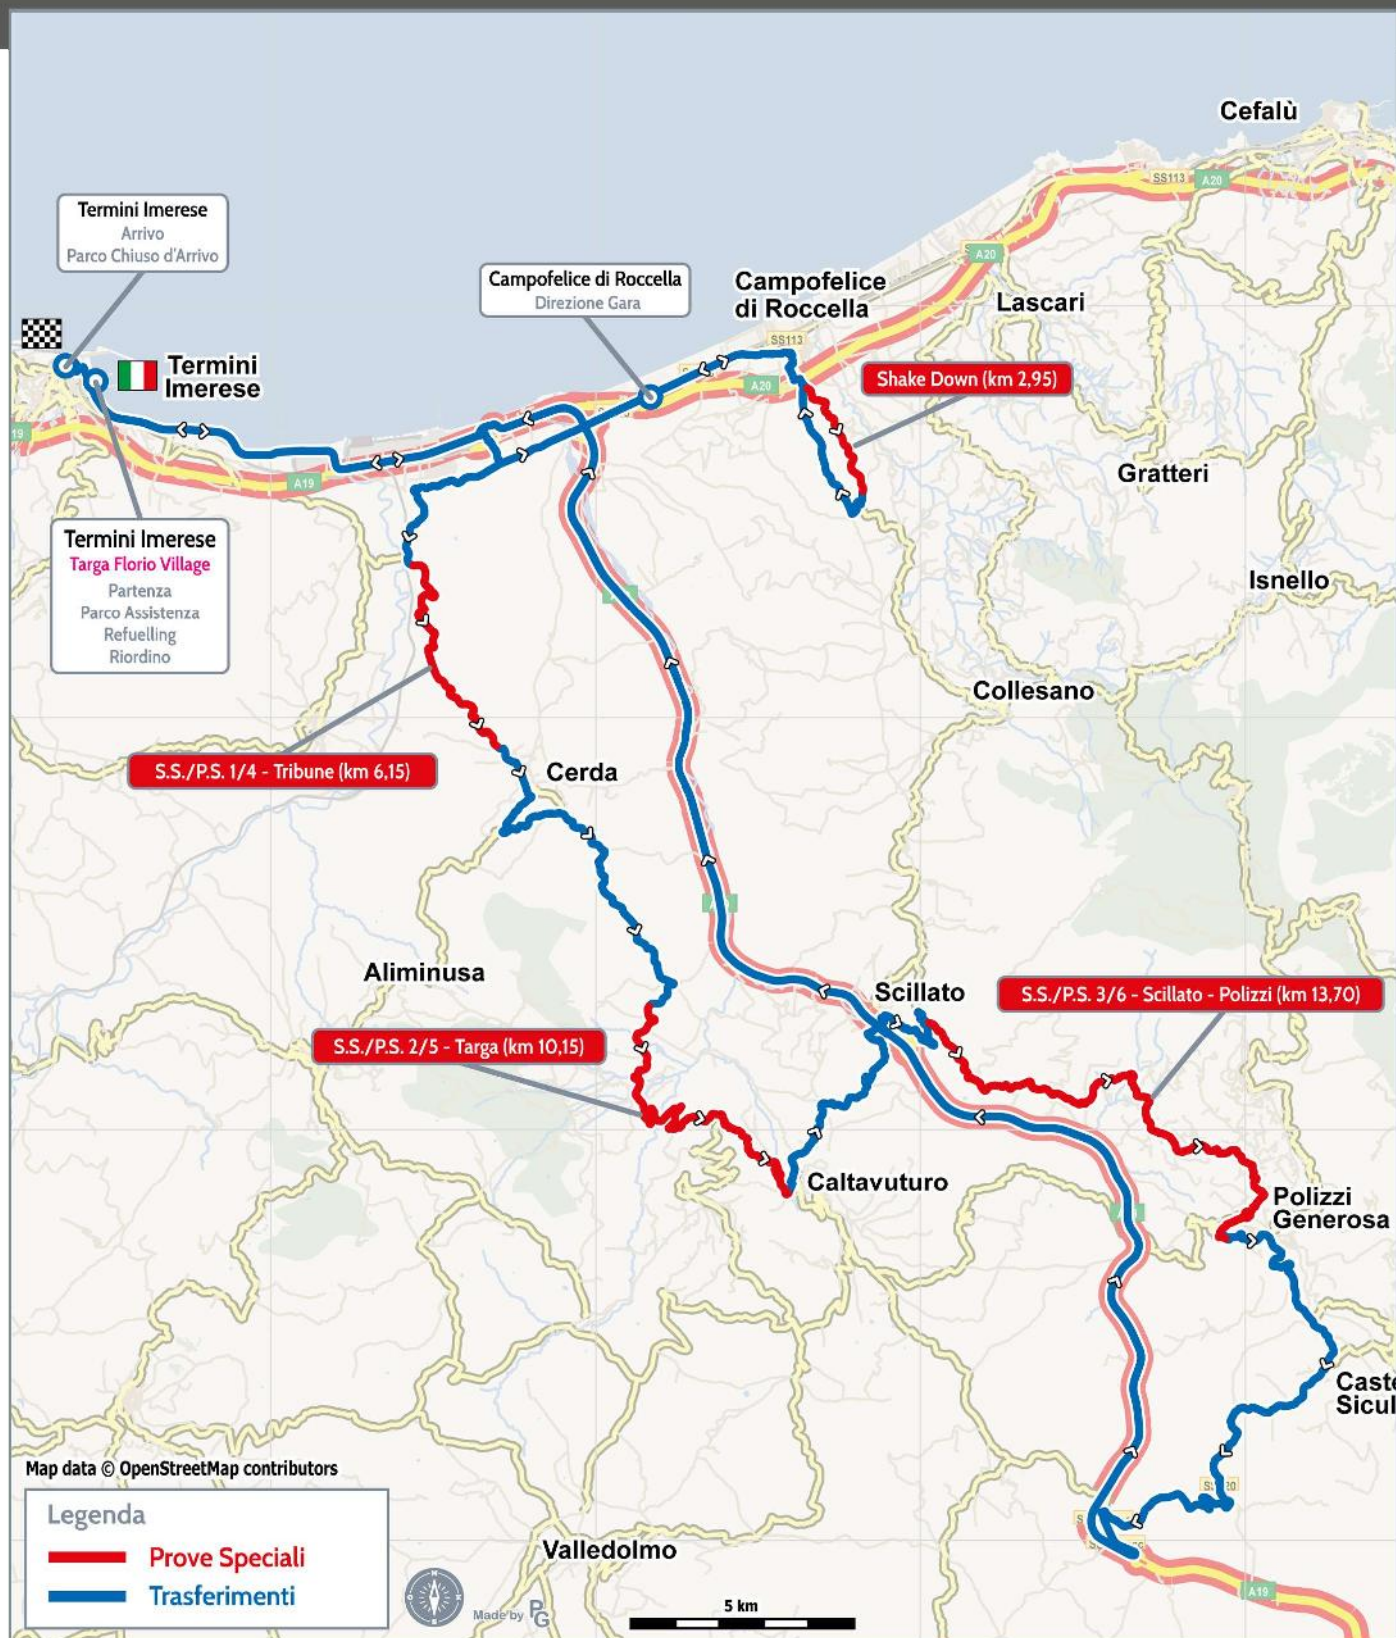 Cefalù
SS113
A20
Termini Imerese
Arrivo
Parco Chiuso d'Arrivo
A20
Campofelice di Roccella
Direzione Gara
Campofelice
di Roccella
Lascari
SS113
Termini
Imerese
Shake Down (km 2,95)
A20
19
A19
Gratteri
Termini Imerese
Targa Florio Village
Partenza
Parco Assistenza
Refuelling
Riordino
Isnello
Collesano
S.S./P.S. 1/4 - Tribune (km 6,15)
Cerda
Aliminusa
Scillato
S.S./P.S. 3/6 - Scillato - Polizzi (km 13,70)
S.S./P.S. 2/5 - Targa (km 10,15)
Caltavuturo
Polizzi
Generosa
Caste
Sicul
Map data © OpenStreetMap contributors
Legenda
Prove Speciali
Trasferimenti
Valledolmo
Made by PG
5 km
A19